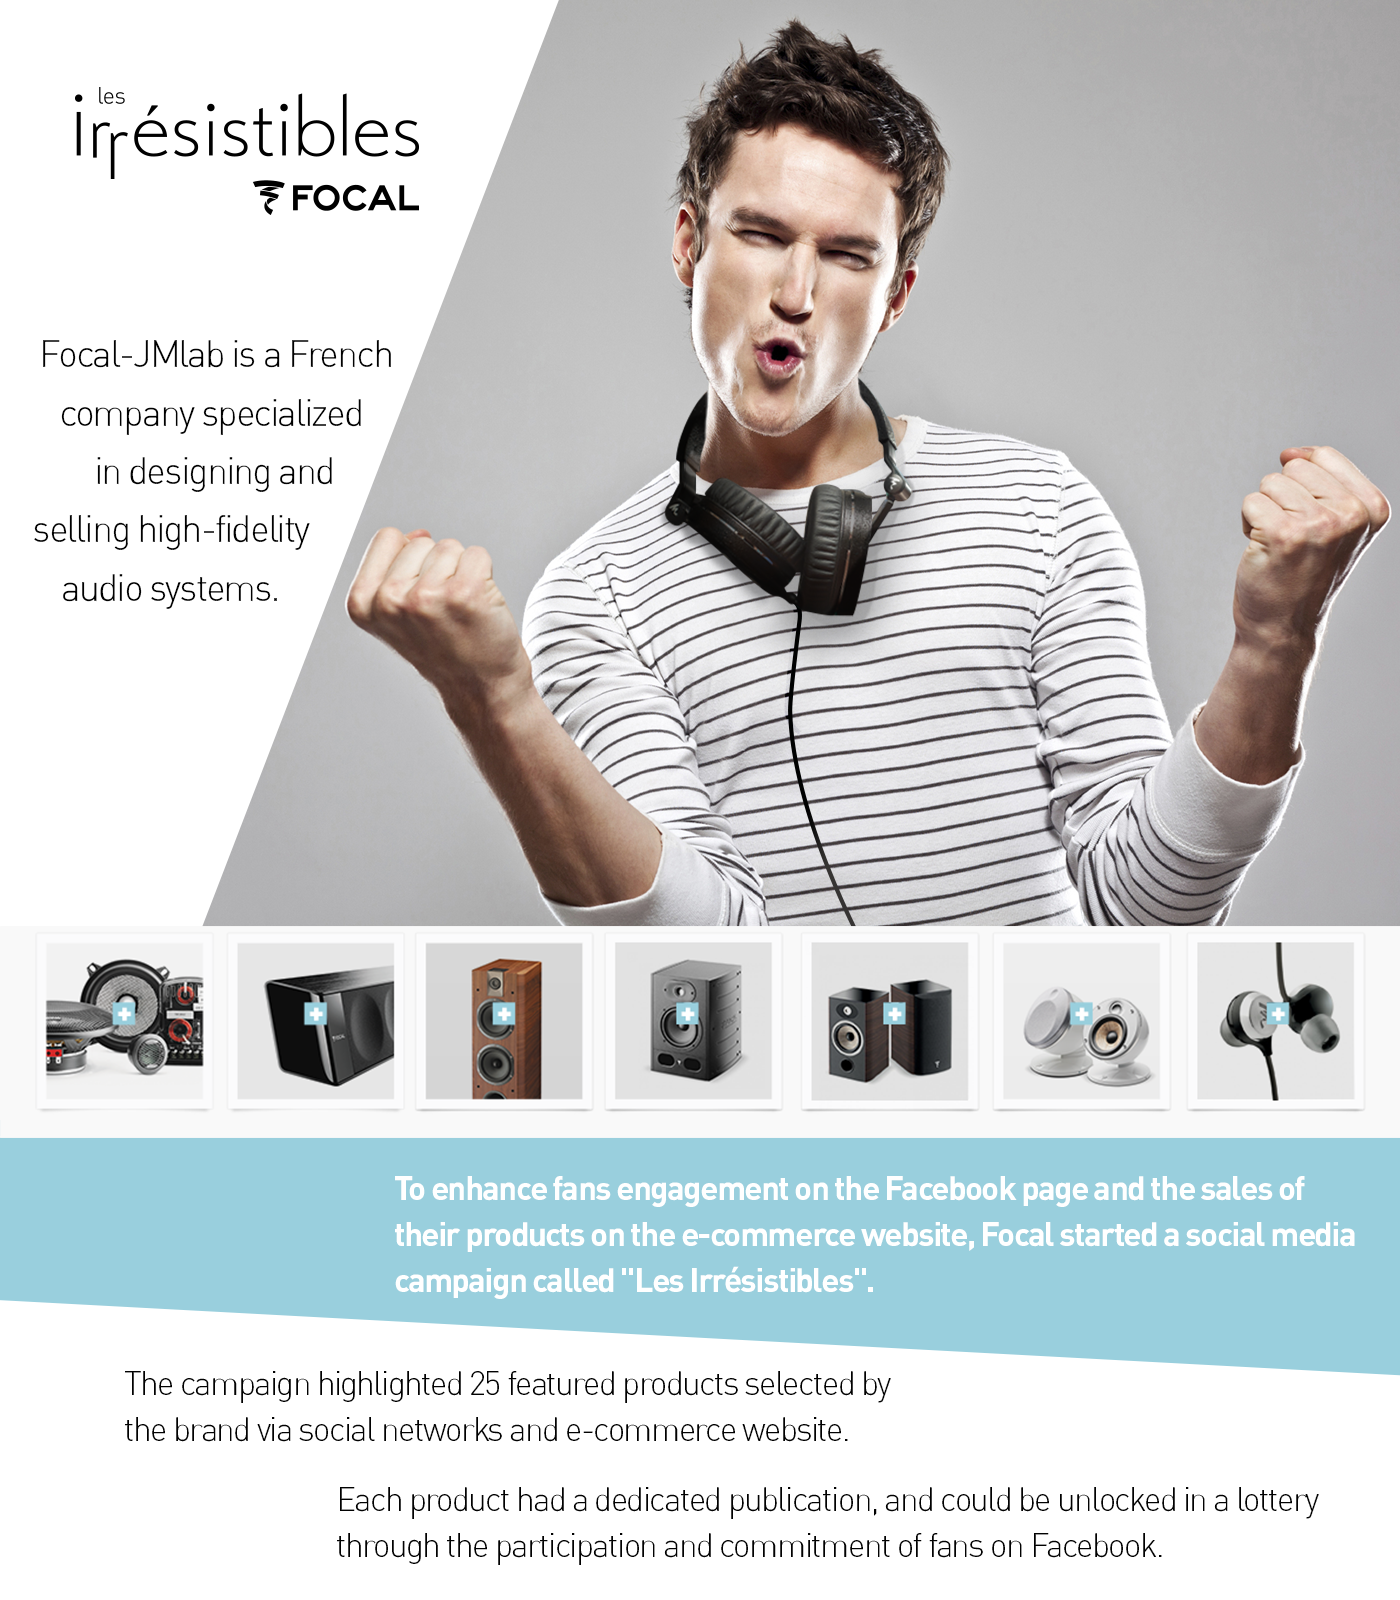 les
irrésistibles
FOCAL
Focal-JMlab is a French
company specialized
in designing and
selling high-fidelity
audio systems.
FOCAL
To enhance fans engagement on the Facebook page and the sales of
their products on the e-commerce website, Focal started a social media
campaign called "Les Irrésistibles".
The campaign highlighted 25 featured products selected by
the brand via social networks and e-commerce website.
Each product had a dedicated publication, and could be unlocked in a lottery
through the participation and commitment of fans on Facebook.